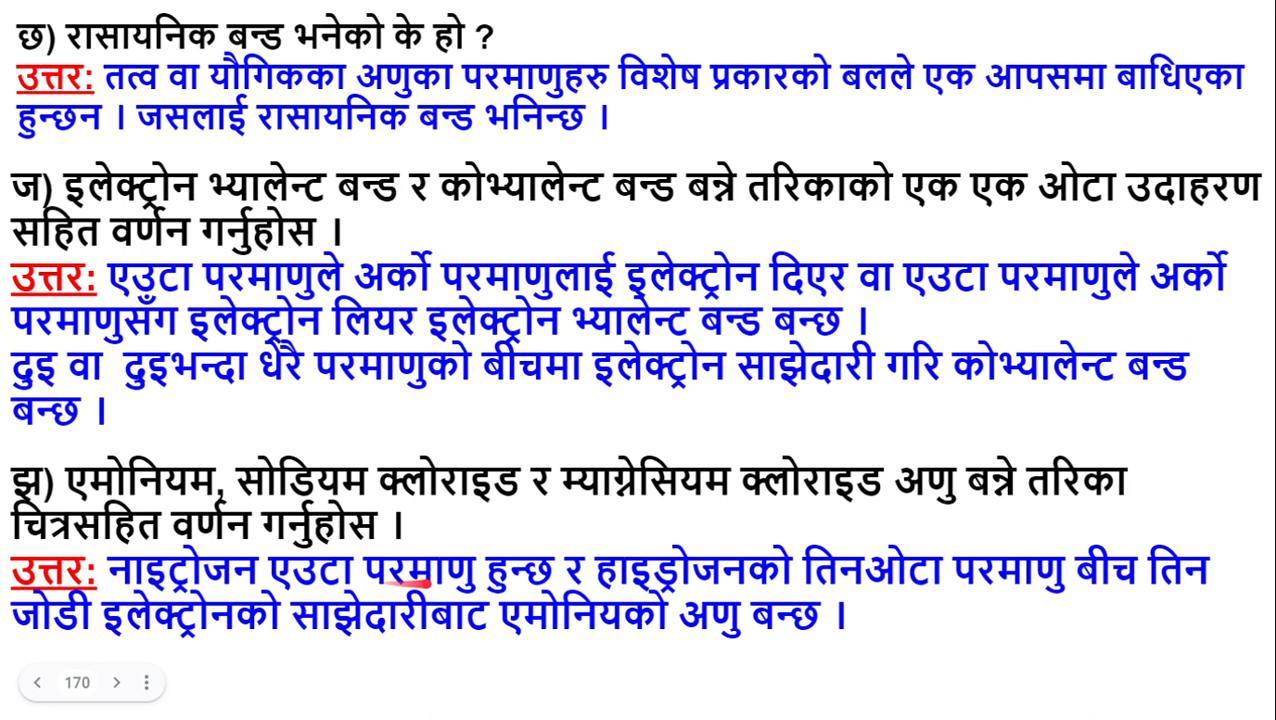 छ) रासायनिक बन्ड भनेको के हो ?
उत्तर: तत्व वा यौगिकका अणुका परमाणुहरु विशेष प्रकारको बलले एक आपसमा बाधिएका
हुन्छन । जसलाई रासायनिक बन्ड भनिन्छ ।
ज) इलेक्ट्रोन भ्यालेन्ट बन्ड र कोभ्यालेन्ट बन्ड बन्ने तरिकाको एक एक ओटा उदाहरण
सहित वर्णन गर्नुहोस ।
उत्तर: एउटा परमाणुले अर्को परमाणुलाई इलेक्ट्रोन दिएर वा एउटा परमाणुले अर्को
परमाणुसँग इलेक्ट्रोन लियर इलेक्ट्रोन भ्यालेन्ट बन्ड बन्छ ।
दुइ वा दुइभन्दा धेरै परमाणुको बीचमा इलेक्ट्रोन साझेदारी गरि कोभ्यालेन्ट बन्ड
बन्छ ।
झ) एमोनियम, सोडियम क्लोराइड र म्याग्नेसियम क्लोराइड अणु बन्ने तरिका
चित्रसहित वर्णन गर्नुहोस ।
उत्तर: नाइट्रोजन एउटा परमाणु हुन्छ र हाइड्रोजनको तिनओटा परमाणु बीच तिन
जोडी इलेक्ट्रोनको साझेदारीबाट एमोनियको अणु बन्छ ।
170